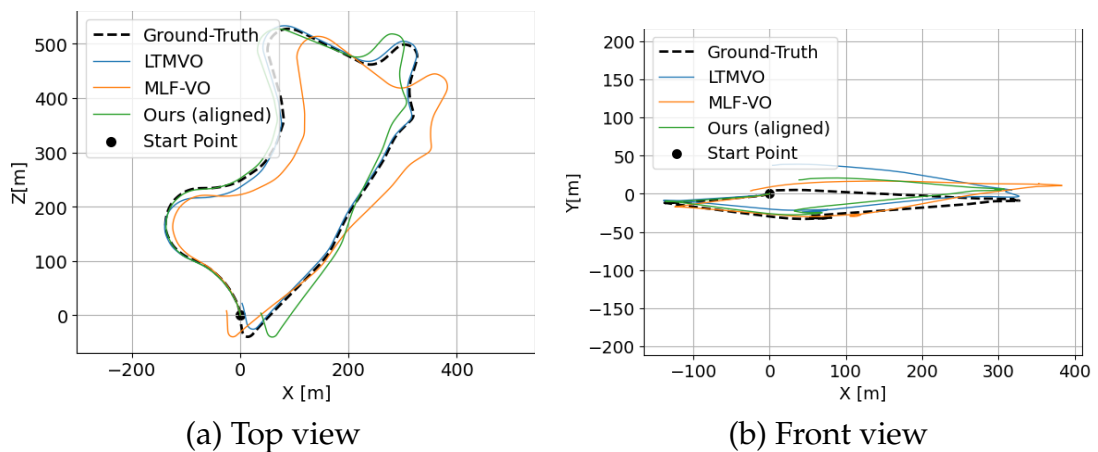 Ground-Truth
LTMVO
MLF-VO
Ours (aligned)
Start Point
500
400
300
200
100
0
Z[m]
−200
0
200
400
X [m]
(a) Top view
Ground-Truth
LTMVO
MLF-VO
Ours (aligned)
Start Point
200
150
100
50
0
−50
−100
−150
−200
Y[m]
−100
0
100
200
300
400
X [m]
(b) Front view